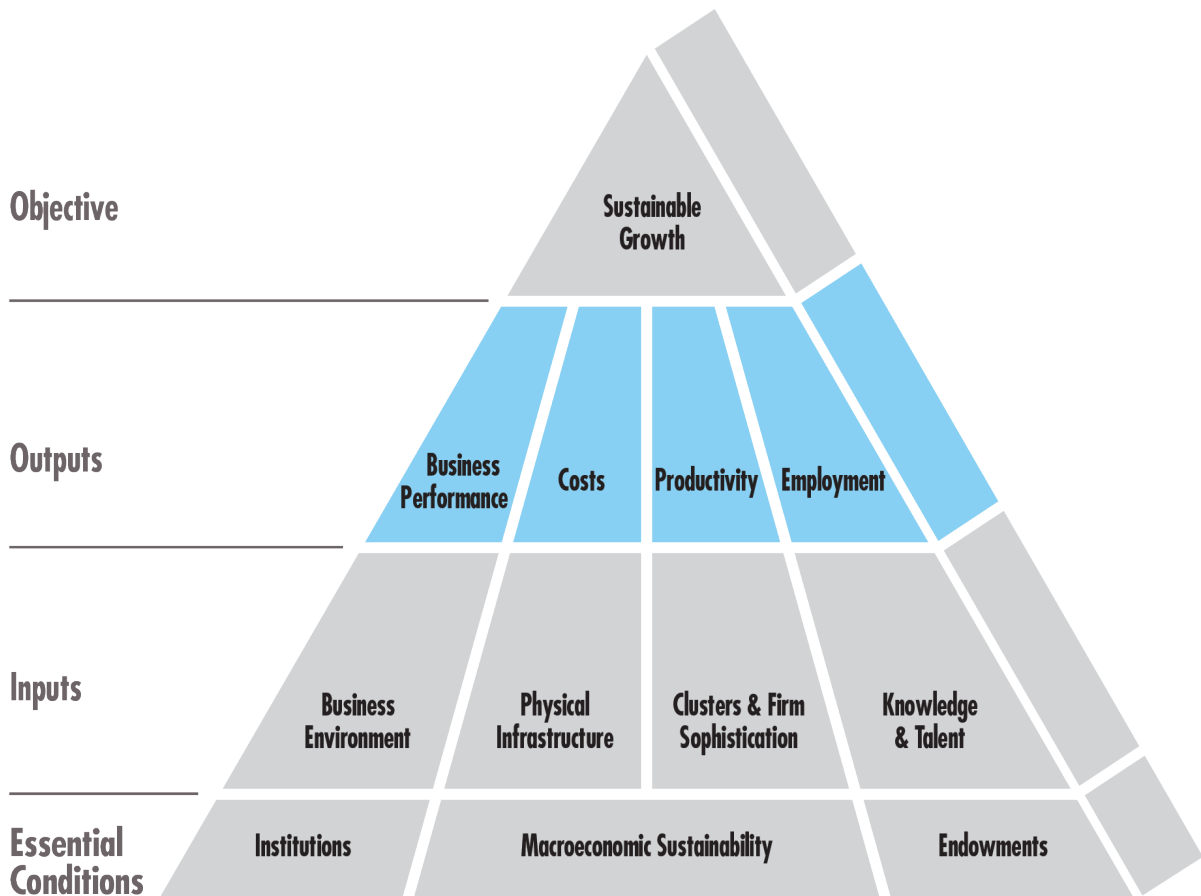 Objective
Sustainable
Growth
Outputs
Business
Performance
Costs
Productivity
Employment
Inputs
Business
Environment
Physical
Infrastructure
Clusters & Firm
Sophistication
Knowledge
& Talent
Essential
Conditions
Institutions
Macroeconomic Sustainability
Endowments